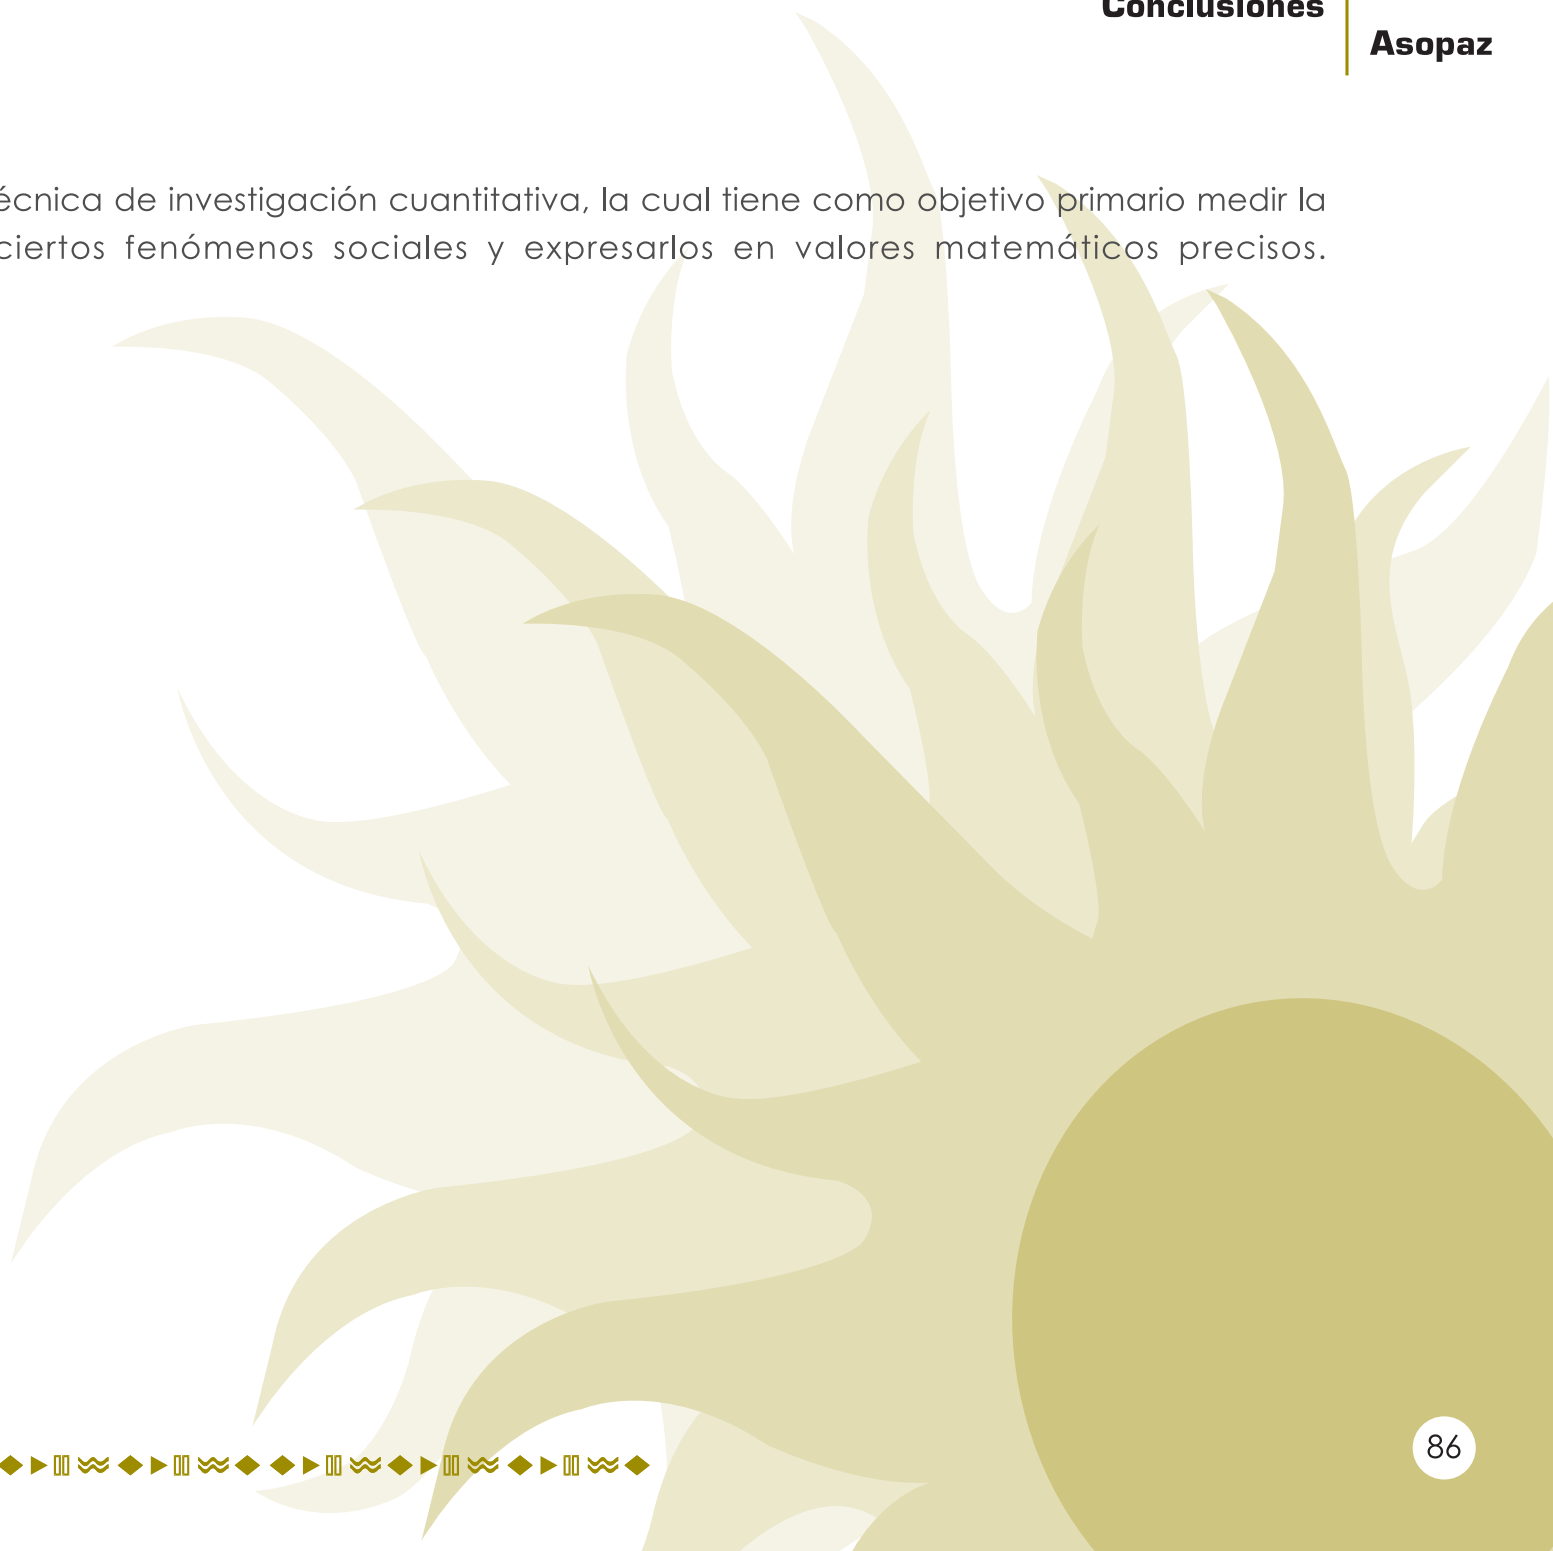 Conclusiones
Asopaz
écnica de investigación cuantitativa, la cual tiene como objetivo primario medir la
ciertos fenómenos sociales y expresarlos en valores matemáticos precisos.
86